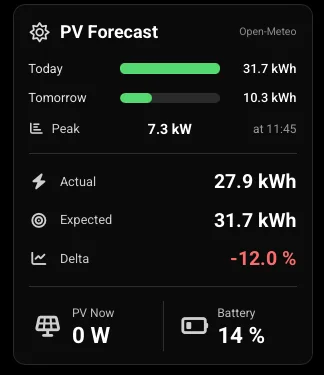 PV Forecast Open-Meteo
Today 31.7 kWh
Tomorrow 10.3 kWh
Peak 7.3 kW at 11:45
Actual 27.9 kWh
Expected 31.7 kWh
Delta -12.0 %
PV Now Battery
0 W 14 %